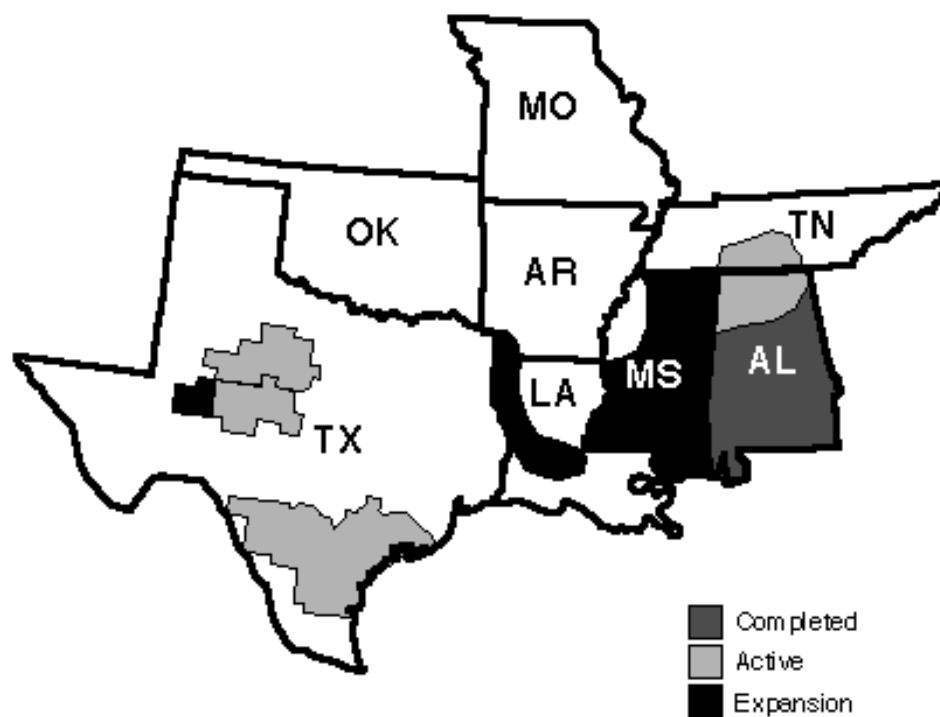 MO
OK
TN
AR
MS
AL
LA
TX
Completed
Active
Expansion